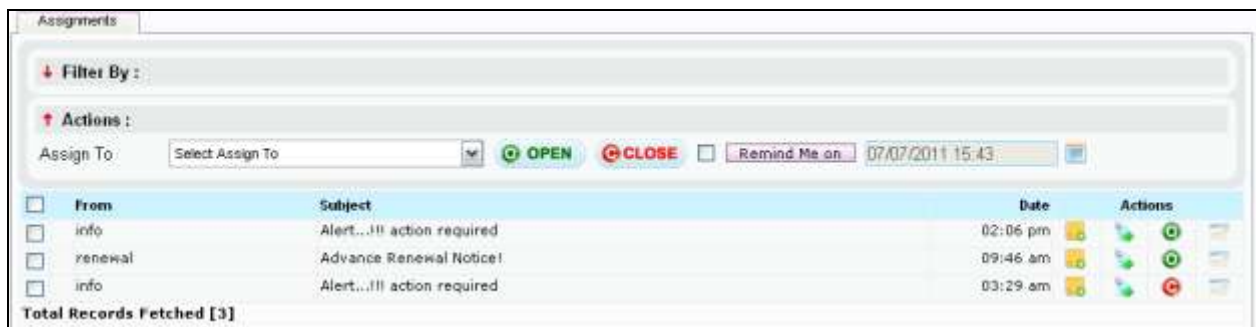 Assignments
Filter By :
Actions :
Assign To Select Assign To OPEN CLOSE Remind Me on 07/07/2011 15:43
From Subject Date Actions
info Alert...!!! action required 02:06 pm
renewal Advance Renewal Notice! 09:46 am
info Alert...!!! action required 03:29 am
Total Records Fetched [3]